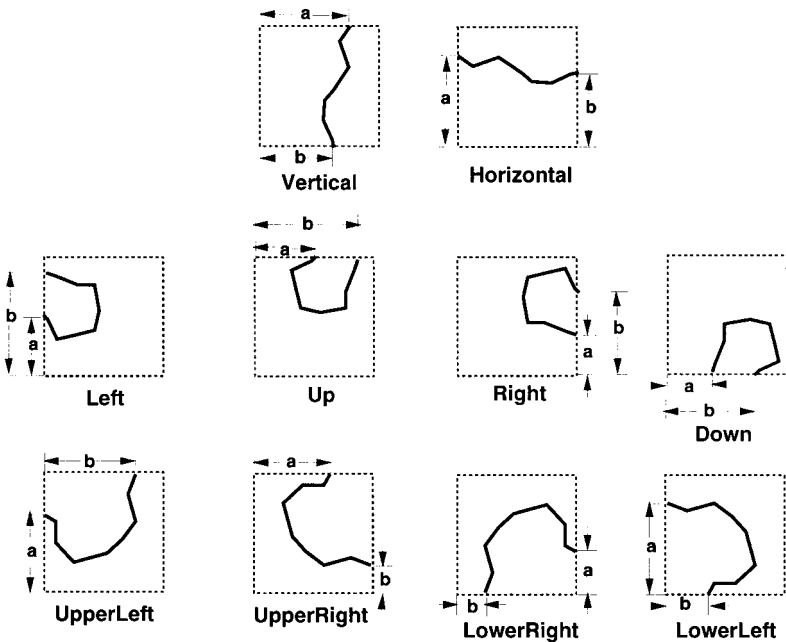 a
a
b
b
Vertical
Horizontal
b
a
b
a
b
a
b
a
a
b
Left
Up
Right
Down
b
a
a
b
a
b
a
b
UpperLeft
UpperRight
LowerRight
LowerLeft